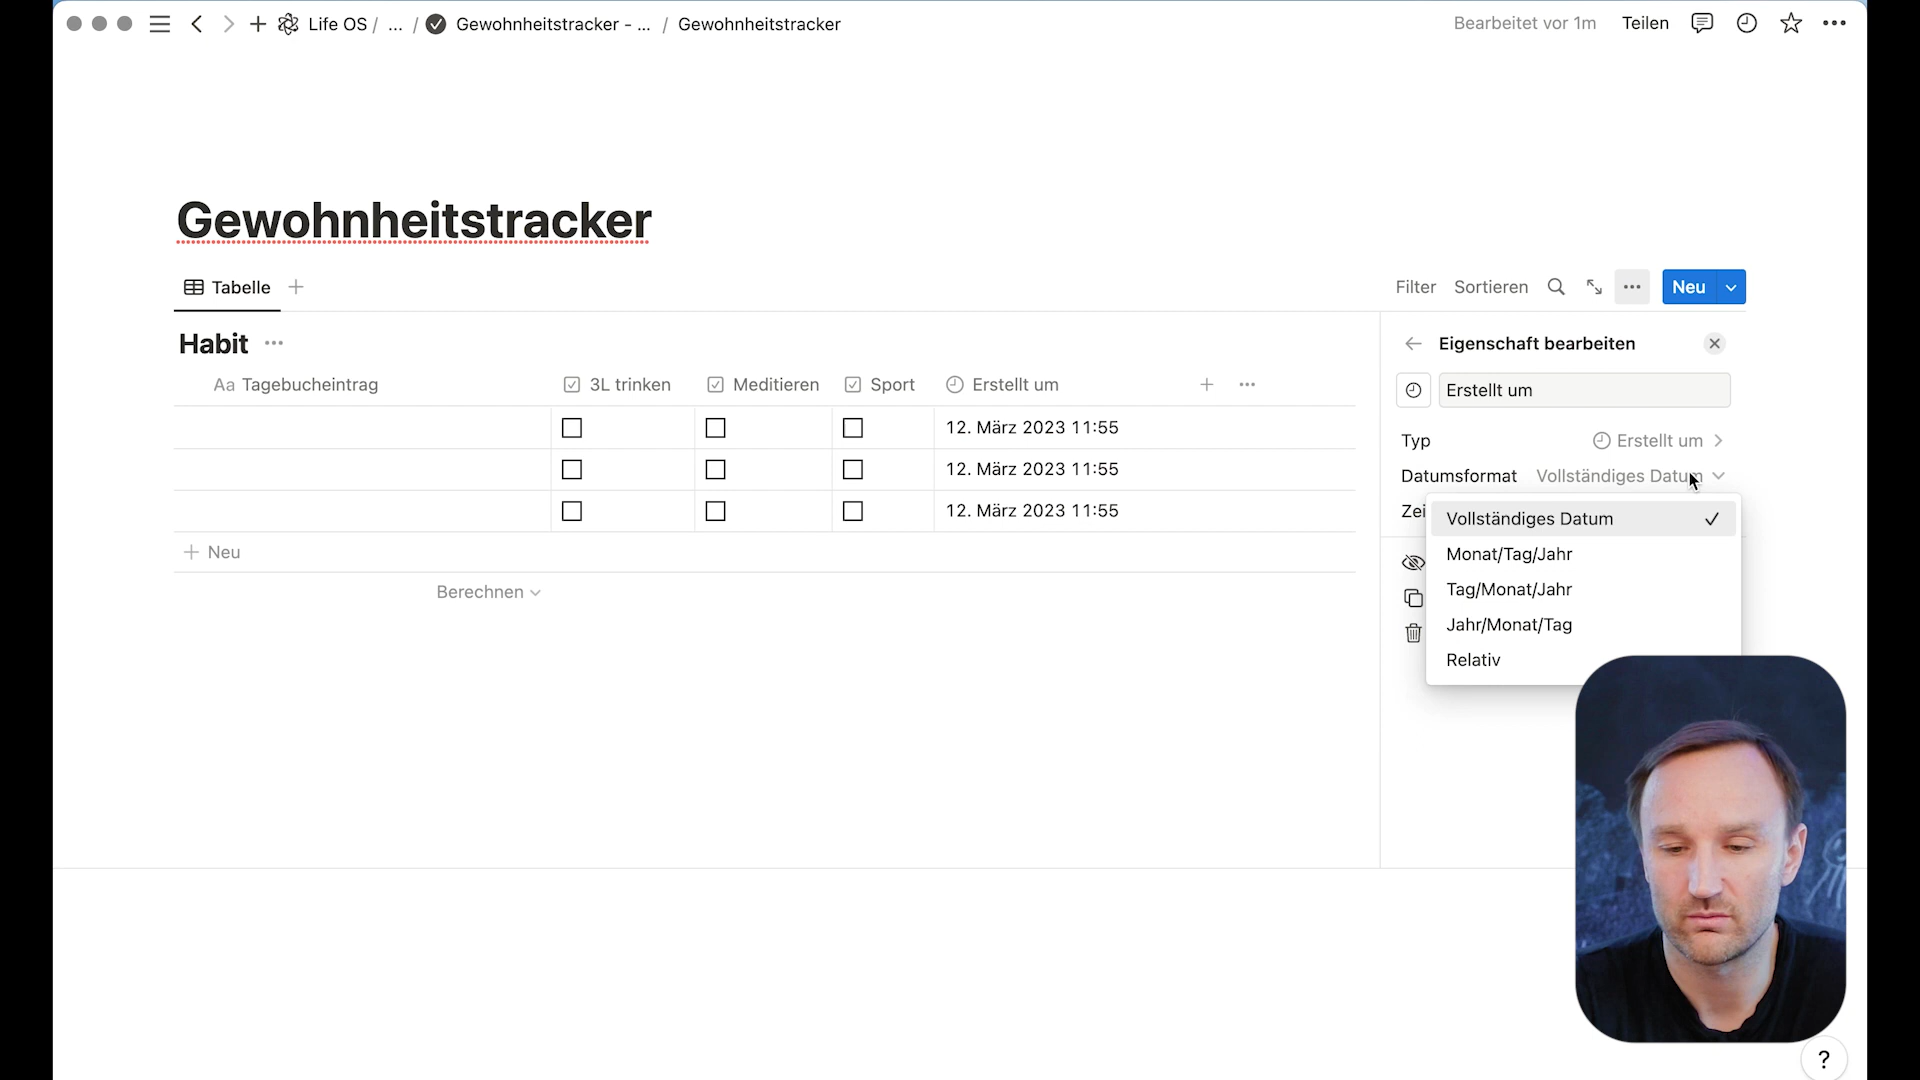 Life OS / ... / Gewohnheitstracker - ... / Gewohnheitstracker
Bearbeitet vor 1m Teilen
Gewohnheitstracker
Tabelle
Filter Sortieren Neu
Habit
Aa Tagebucheintrag 3L trinken Meditieren Sport Erstellt um
12. März 2023 11:55
12. März 2023 11:55
12. März 2023 11:55
Neu
Berechnen
Eigenschaft bearbeiten
Erstellt um
Typ Erstellt um
Datumsformat Vollständiges Datum
Zei
Vollständiges Datum
Monat/Tag/Jahr
Tag/Monat/Jahr
Jahr/Monat/Tag
Relativ
?